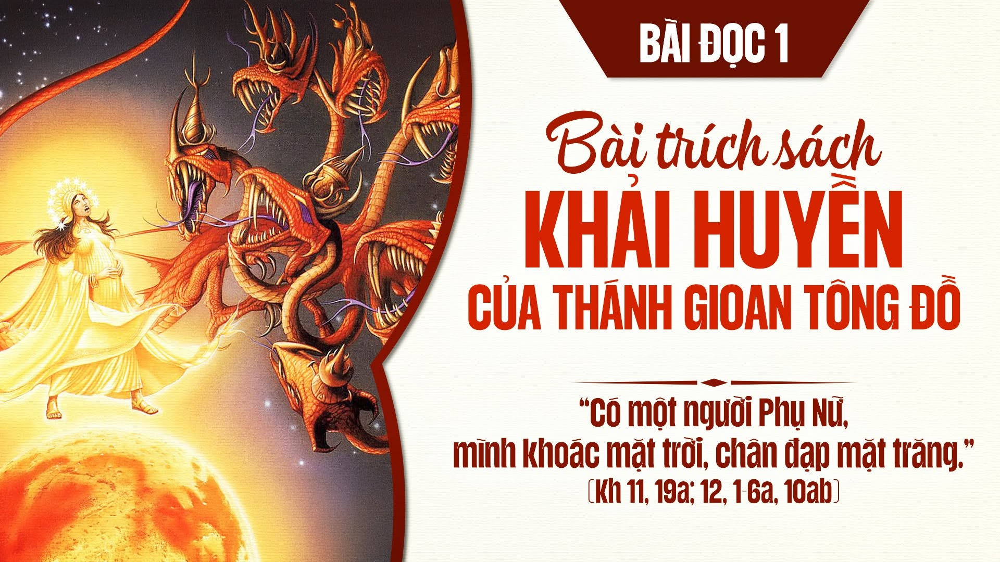 BÀI ĐỌC 1
Bài trích sách
KHẢI HUYỀN
CỦA THÁNH GIOAN TÔNG ĐỒ
“Có một người Phụ Nữ,
mình khoác mặt trời, chân đạp mặt trăng.”
(Kh 11, 19a; 12, 1-6a, 10ab)